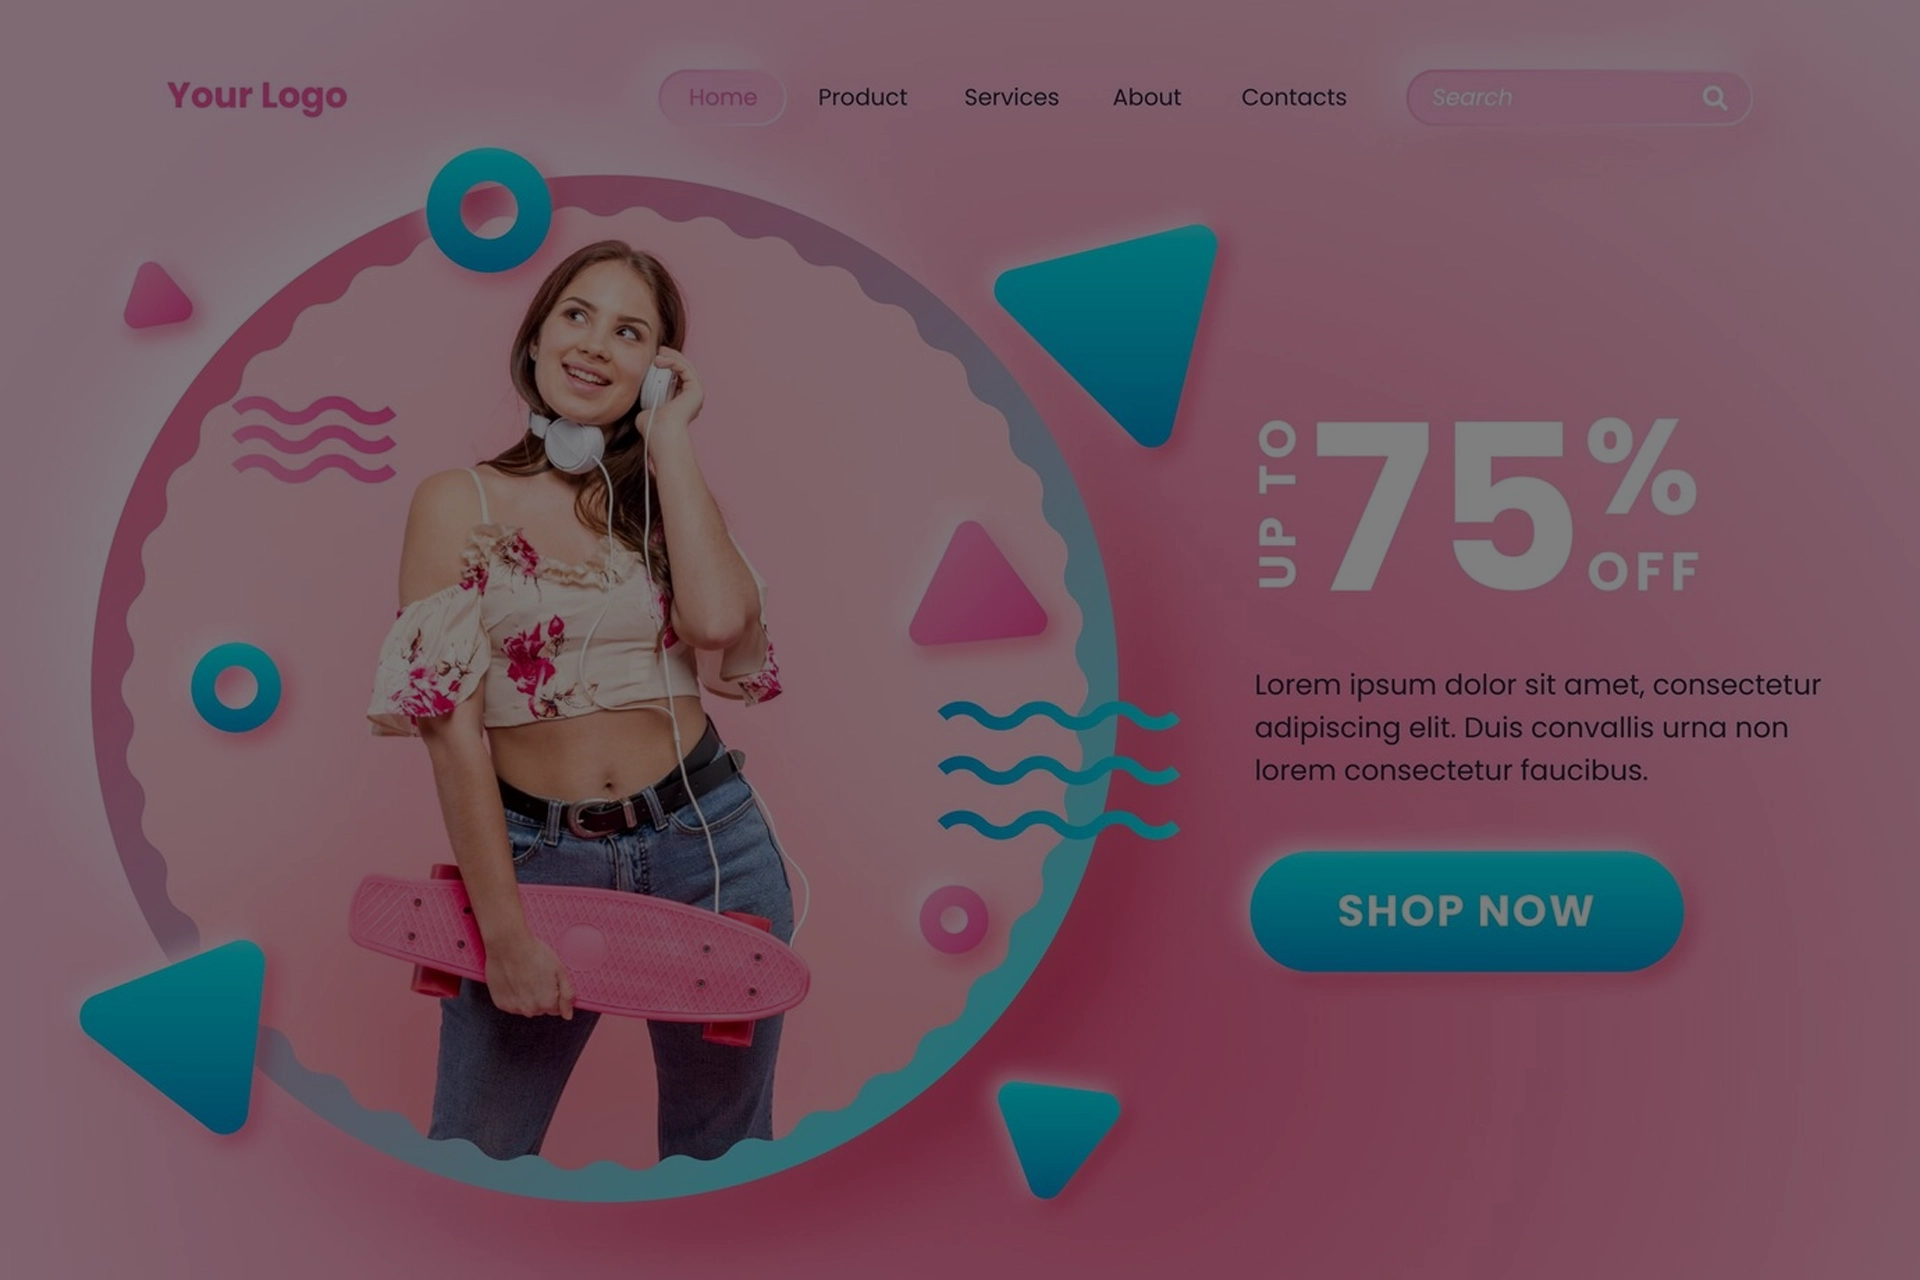 Your Logo
Home
Product
Services
About
Contacts
Search
UP TO
75%
OFF
Lorem ipsum dolor sit amet, consectetur
adipiscing elit. Duis convallis urna non
lorem consectetur faucibus.
SHOP NOW